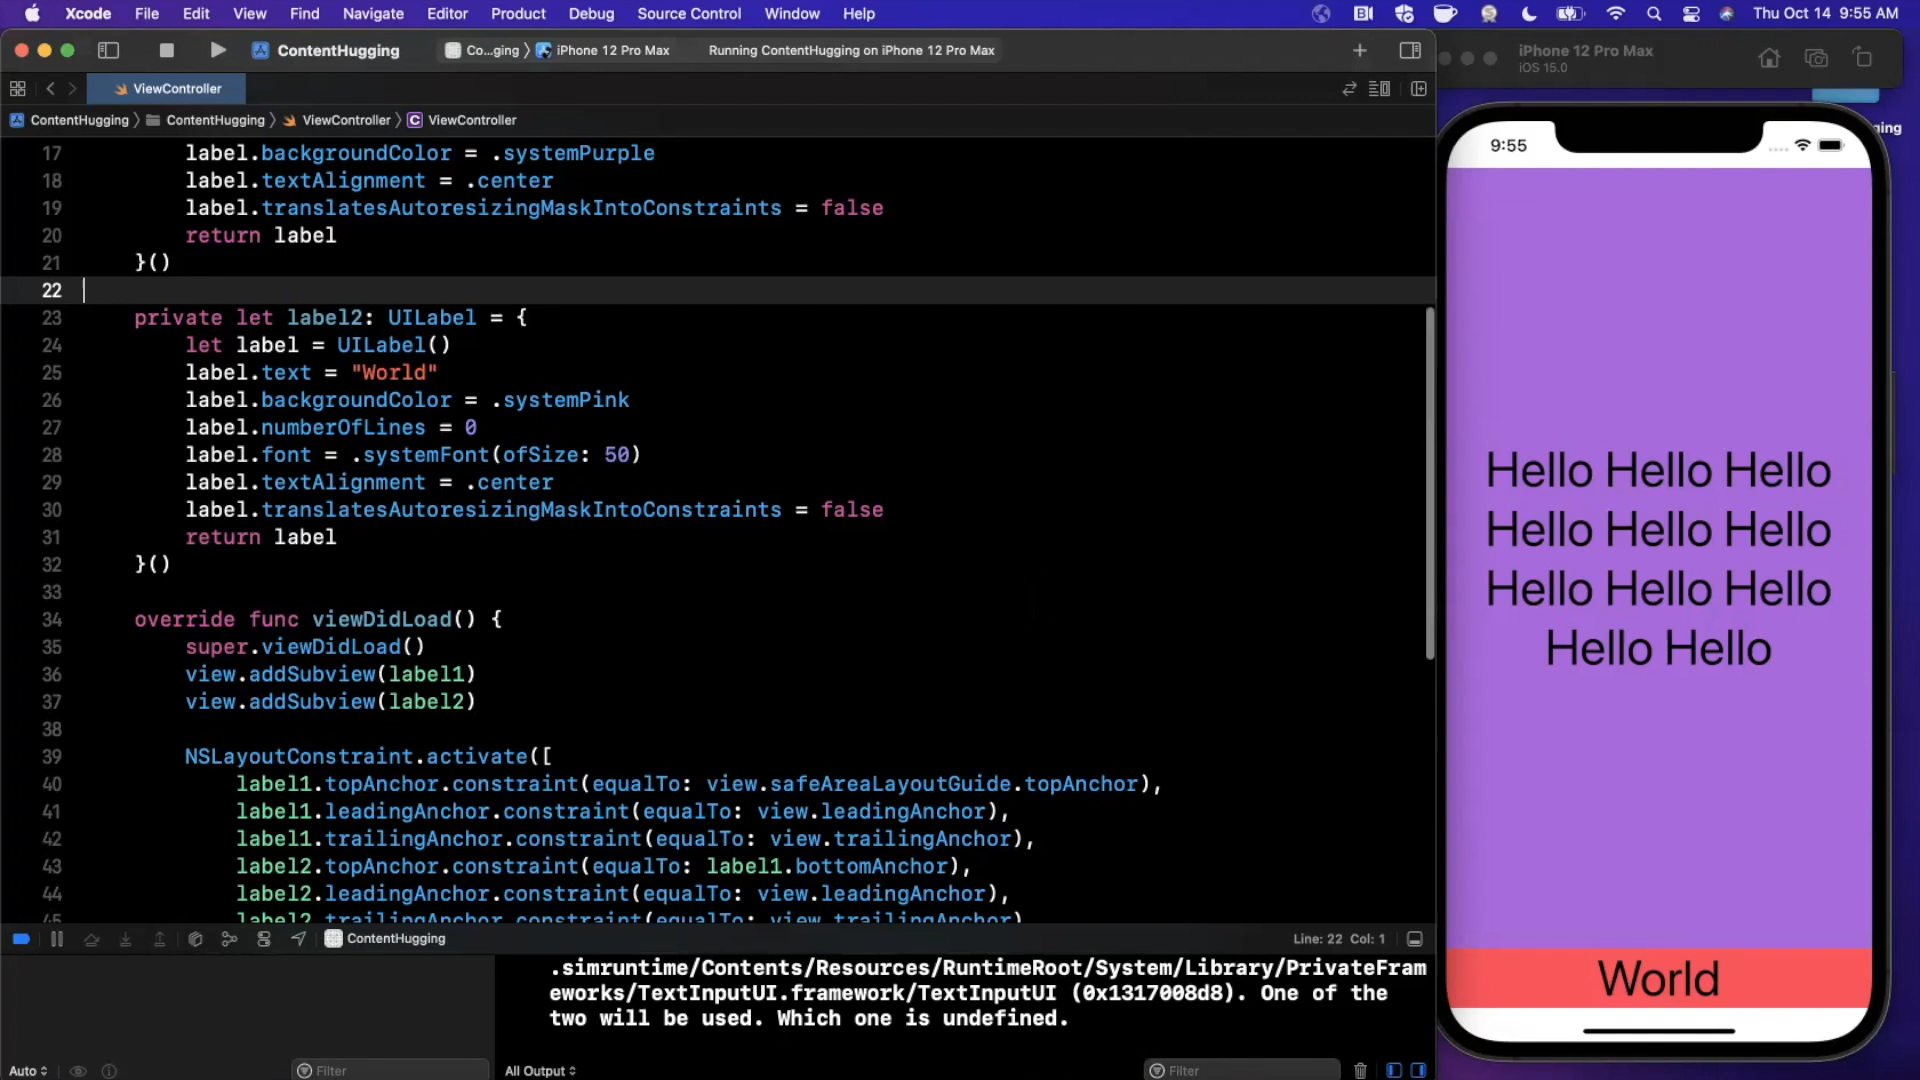 Xcode File Edit View Find Navigate Editor Product Debug Source Control Window Help Thu Oct 14 9:55 AM
ContentHugging Co...ging iPhone 12 Pro Max Running ContentHugging on iPhone 12 Pro Max
iPhone 12 Pro Max
iOS 15.0
ViewController
ContentHugging ContentHugging ViewController C ViewController
17 label.backgroundColor = .systemPurple
18 label.textAlignment = .center
19 label.translatesAutoresizingMaskIntoConstraints = false
20 return label
21 }()
22
23 private let label2: UILabel = {
24 let label = UILabel()
25 label.text = "World"
26 label.backgroundColor = .systemPink
27 label.numberOfLines = 0
28 label.font = .systemFont(ofSize: 50)
29 label.textAlignment = .center
30 label.translatesAutoresizingMaskIntoConstraints = false
31 return label
32 }()
33
34 override func viewDidLoad() {
35 super.viewDidLoad()
36 view.addSubview(label1)
37 view.addSubview(label2)
38
39 NSLayoutConstraint.activate([
40 label1.topAnchor.constraint(equalTo: view.safeAreaLayoutGuide.topAnchor),
41 label1.leadingAnchor.constraint(equalTo: view.leadingAnchor),
42 label1.trailingAnchor.constraint(equalTo: view.trailingAnchor),
43 label2.topAnchor.constraint(equalTo: label1.bottomAnchor),
44 label2.leadingAnchor.constraint(equalTo: view.leadingAnchor),
45 label2.trailingAnchor.constraint(equalTo: view.trailingAnchor)
ContentHugging Line: 22 Col: 1
.simruntime/Contents/Resources/RuntimeRoot/System/Library/PrivateFram
eworks/TextInputUI.framework/TextInputUI (0x1317008d8). One of the
two will be used. Which one is undefined.
Auto Filter All Output Filter
ging
9:55
Hello Hello Hello
Hello Hello Hello
Hello Hello Hello
Hello Hello
World